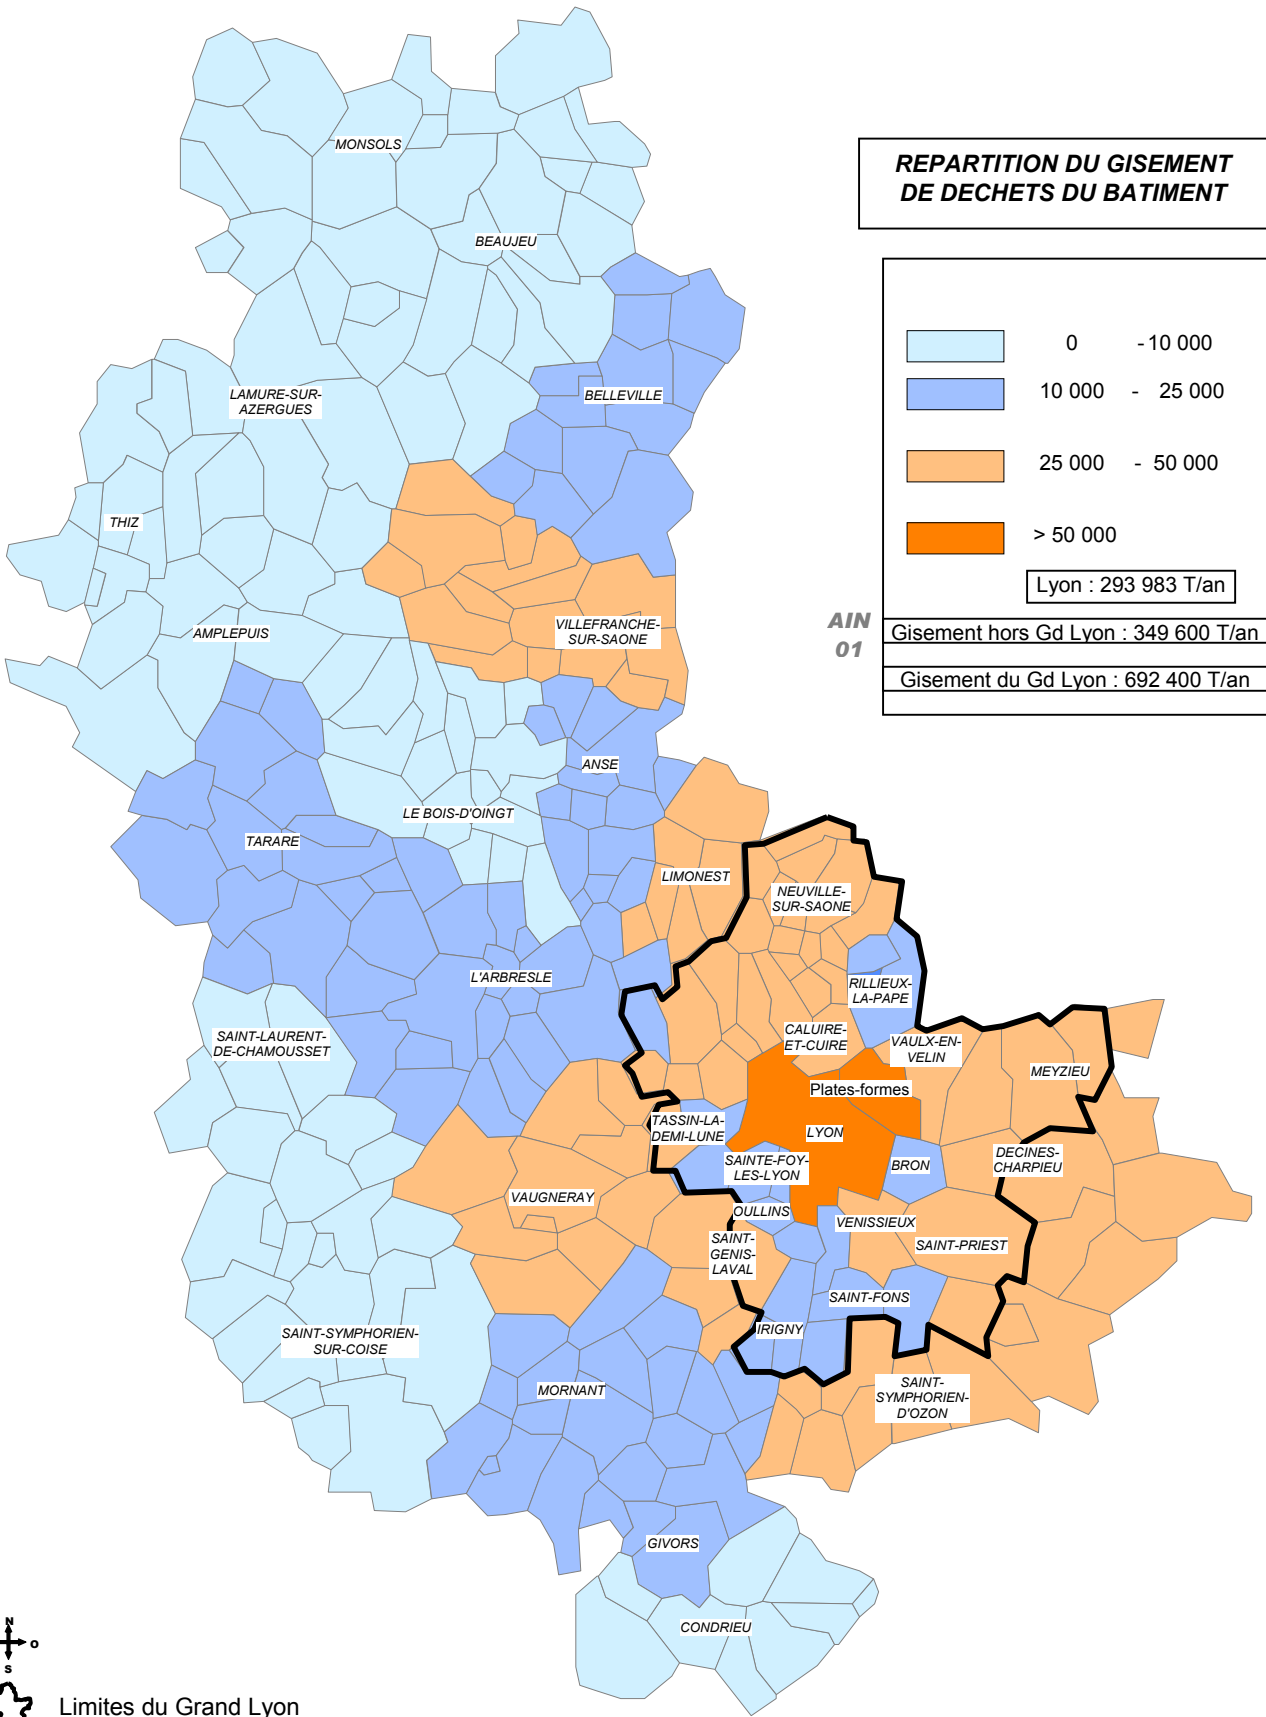 REPARTITION DU GISEMENT
DE DECHETS DU BATIMENT
0 - 10 000
10 000 - 25 000
25 000 - 50 000
> 50 000
Lyon : 293 983 T/an
AIN
01
Gisement hors Gd Lyon : 349 600 T/an
Gisement du Gd Lyon : 692 400 T/an
MONSOLS
BEAUJEU
LAMURE-SUR-
AZERGUES
BELLEVILLE
THIZ
AMPLEPUIS
VILLEFRANCHE-
SUR-SAONE
ANSE
LE BOIS-D'OINGT
TARARE
LIMONEST
NEUVILLE-
SUR-SAONE
L'ARBRESLE
RILLIEUX-
LA-PAPE
SAINT-LAURENT-
DE-CHAMOUSSET
CALUIRE-
ET-CUIRE
VAULX-EN-
VELIN
MEYZIEU
Plates-formes
TASSIN-LA-
DEMI-LUNE
LYON
SAINTE-FOY-
LES-LYON
BRON
DECINES-
CHARPIEU
VAUGNERAY
OULLINS
VENISSIEUX
SAINT-
GENIS-
LAVAL
SAINT-PRIEST
SAINT-FONS
IRIGNY
SAINT-SYMPHORIEN-
SUR-COISE
MORNANT
SAINT-
SYMPHORIEN-
D'OZON
GIVORS
CONDRIEU
N
O
S
Limites du Grand Lyon